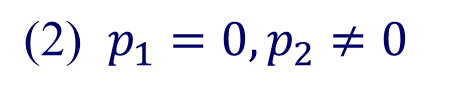 (2) p₁ = 0, p₂ ≠ 0